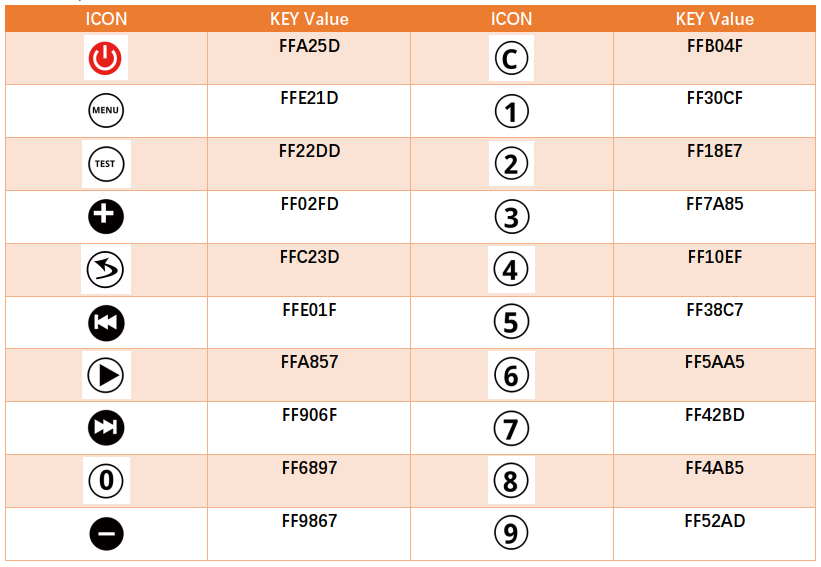 ICON KEY Value ICON KEY Value
FFA25D C FFB04F
MENU FFE21D 1 FF30CF
TEST FF22DD 2 FF18E7
+ FF02FD 3 FF7A85
FFC23D 4 FF10EF
FFE01F 5 FF38C7
FFA857 6 FF5AA5
FF906F 7 FF42BD
0 FF6897 8 FF4AB5
− FF9867 9 FF52AD